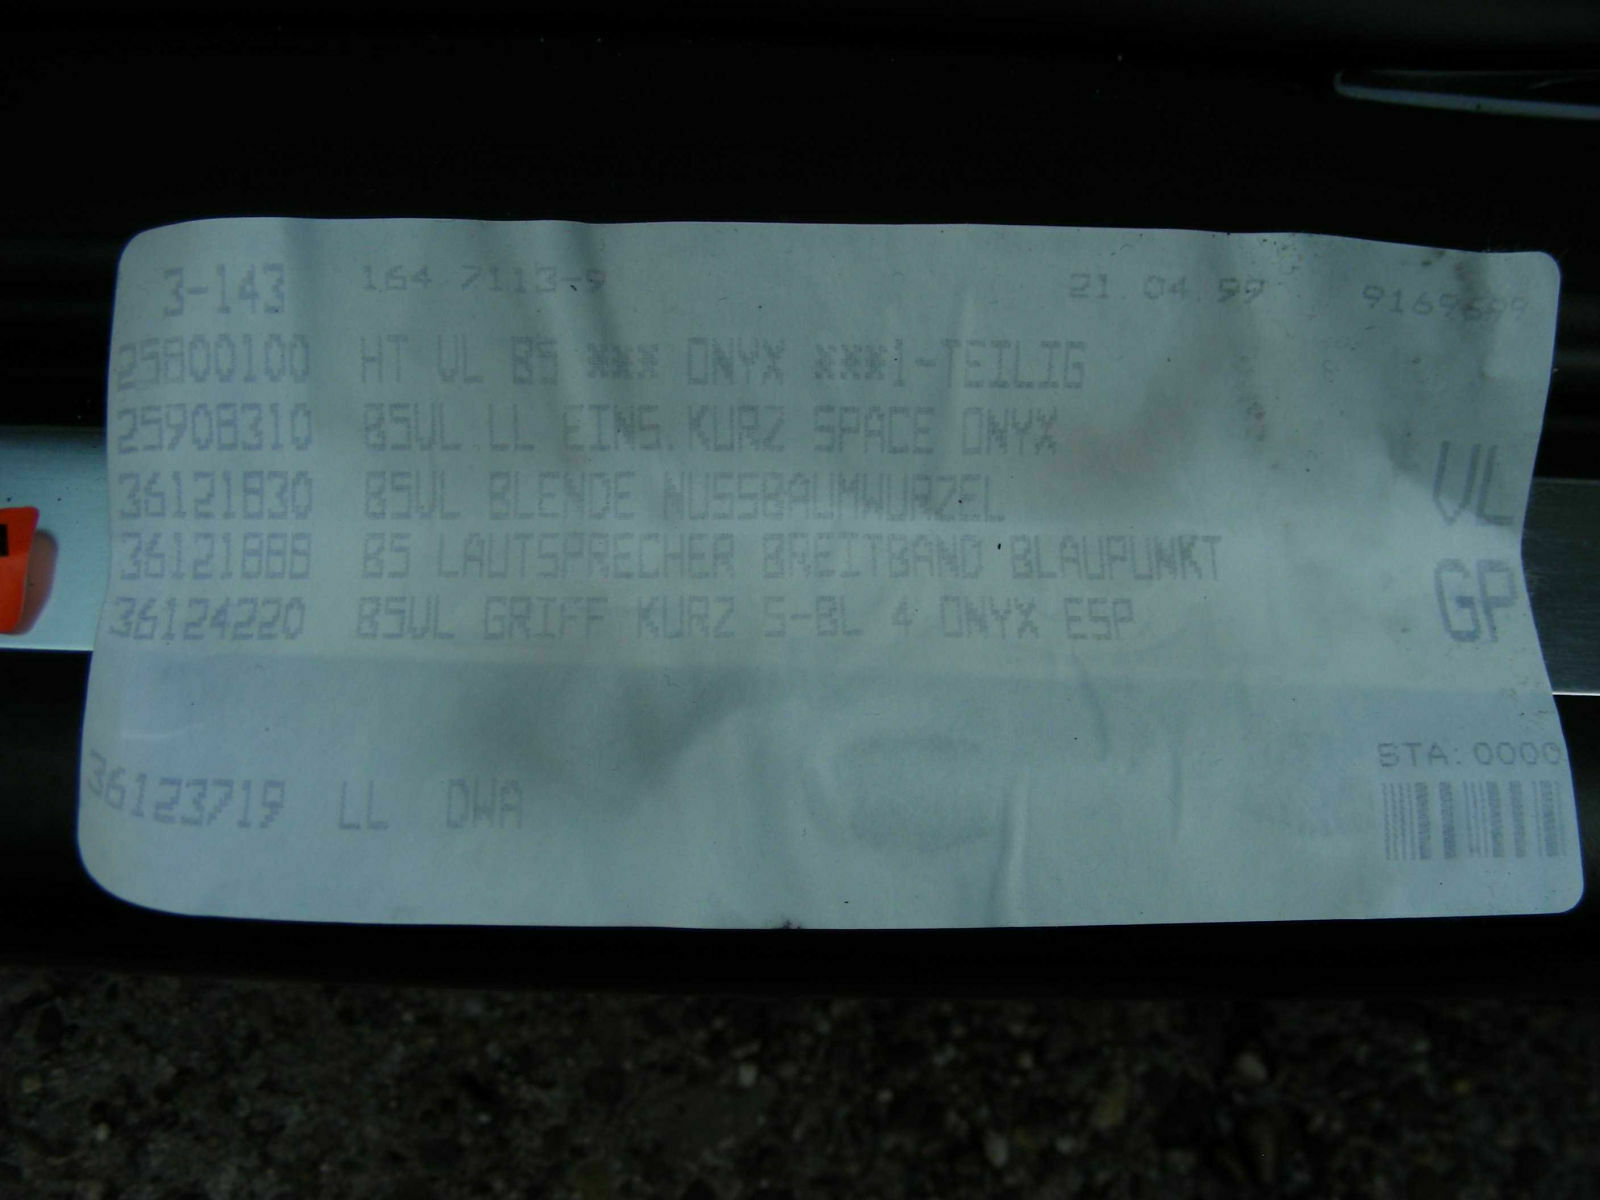 3-143 164 7113-9 21.04.99 9169699
25800100 HT VL B5 *** ONYX ***1-TEILIG
25908310 B5VL LL EINS.KURZ SPACE ONYX
36121830 B5VL BLENDE NUSSBAUMWURZEL
VL
36121888 B5 LAUTSPRECHER BREITBAND BLAUPUNKT
36124220 B5VL GRIFF KURZ S-BL 4 ONYX ESP
GP
STA:0000
36123719 LL DWA